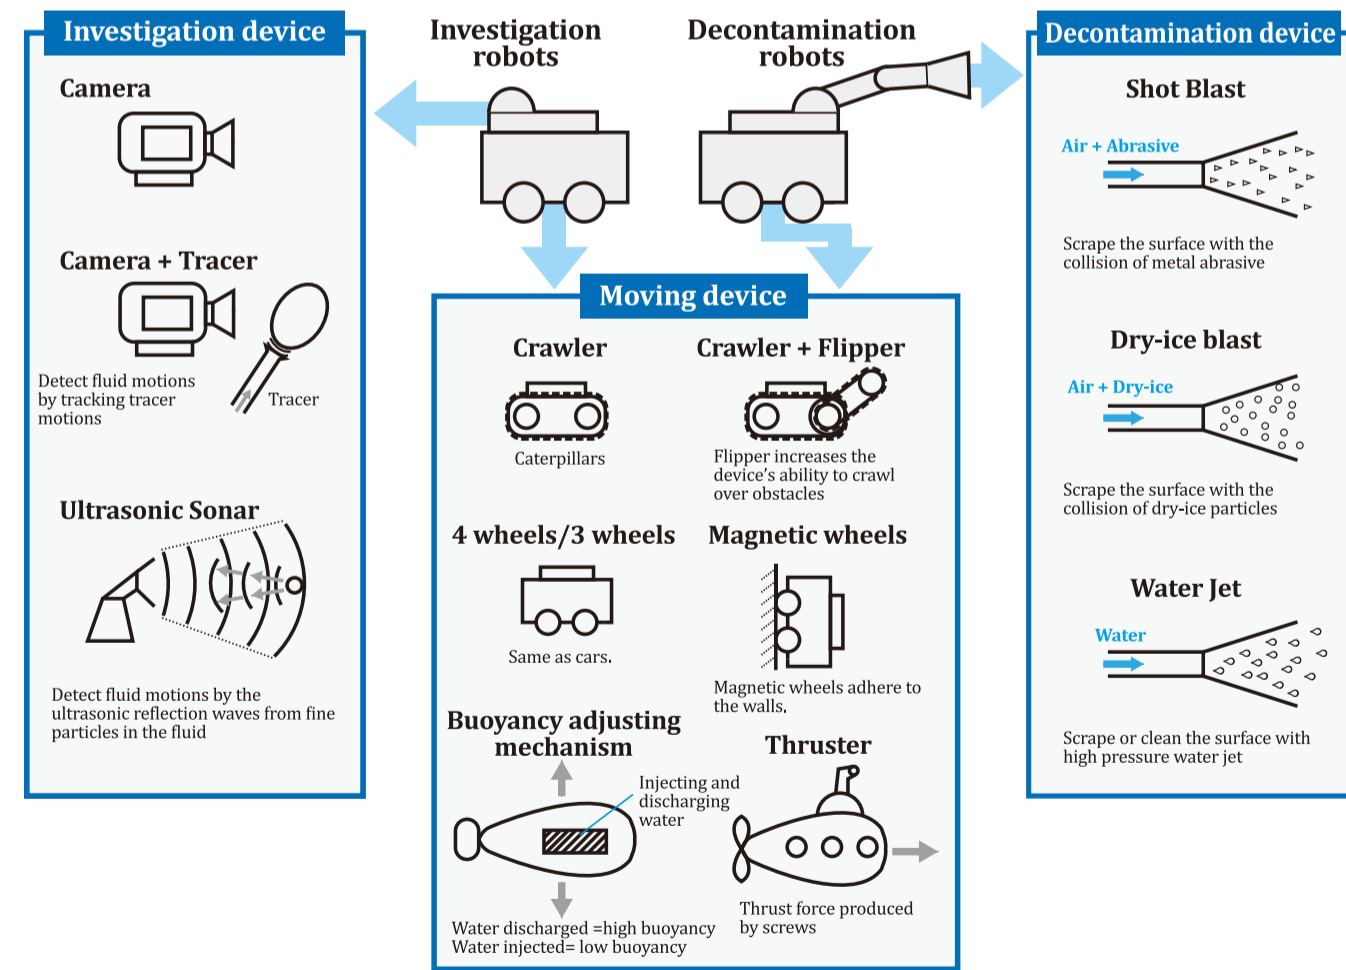 Investigation device
Camera
Camera + Tracer
Detect fluid motions
by tracking tracer
motions
Tracer
Ultrasonic Sonar
Detect fluid motions by the
ultrasonic reflection waves from fine
particles in the fluid
Investigation
robots
Decontamination
robots
Moving device
Crawler
Caterpillars
Crawler + Flipper
Flipper increases the
device's ability to crawl
over obstacles
4 wheels/3 wheels
Same as cars.
Magnetic wheels
Magnetic wheels adhere to
the walls.
Buoyancy adjusting
mechanism
Injecting and
discharging
water
Water discharged =high buoyancy
Water injected= low buoyancy
Thruster
Thrust force produced
by screws
Decontamination device
Shot Blast
Air + Abrasive
Scrape the surface with the
collision of metal abrasive
Dry-ice blast
Air + Dry-ice
Scrape the surface with the
collision of dry-ice particles
Water Jet
Water
Scrape or clean the surface with
high pressure water jet